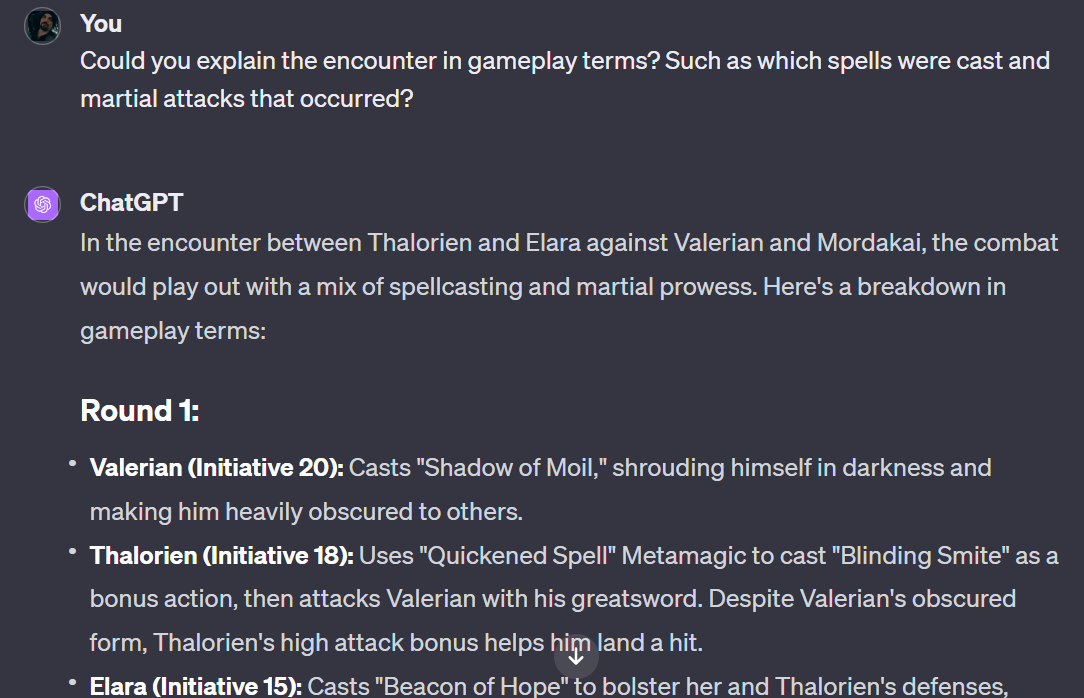 You
Could you explain the encounter in gameplay terms? Such as which spells were cast and
martial attacks that occurred?
ChatGPT
In the encounter between Thalorien and Elara against Valerian and Mordakai, the combat
would play out with a mix of spellcasting and martial prowess. Here's a breakdown in
gameplay terms:
Round 1:
• Valerian (Initiative 20): Casts "Shadow of Moil," shrouding himself in darkness and
making him heavily obscured to others.
• Thalorien (Initiative 18): Uses "Quickened Spell" Metamagic to cast "Blinding Smite" as a
bonus action, then attacks Valerian with his greatsword. Despite Valerian's obscured
form, Thalorien's high attack bonus helps him land a hit.
• Elara (Initiative 15): Casts "Beacon of Hope" to bolster her and Thalorien's defenses,